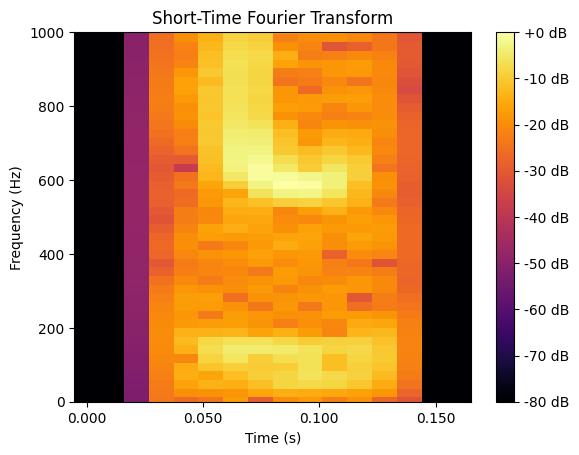 Short-Time Fourier Transform
1000
800
600
400
200
0
Frequency (Hz)
0.000
0.050
0.100
0.150
Time (s)
+0 dB
-10 dB
-20 dB
-30 dB
-40 dB
-50 dB
-60 dB
-70 dB
-80 dB